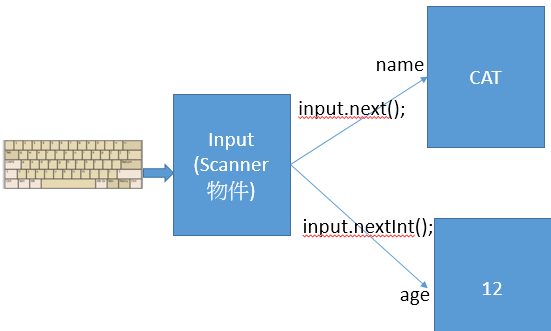 name
CAT
input.next();
Input
(Scanner
物件)
input.nextInt();
age
12